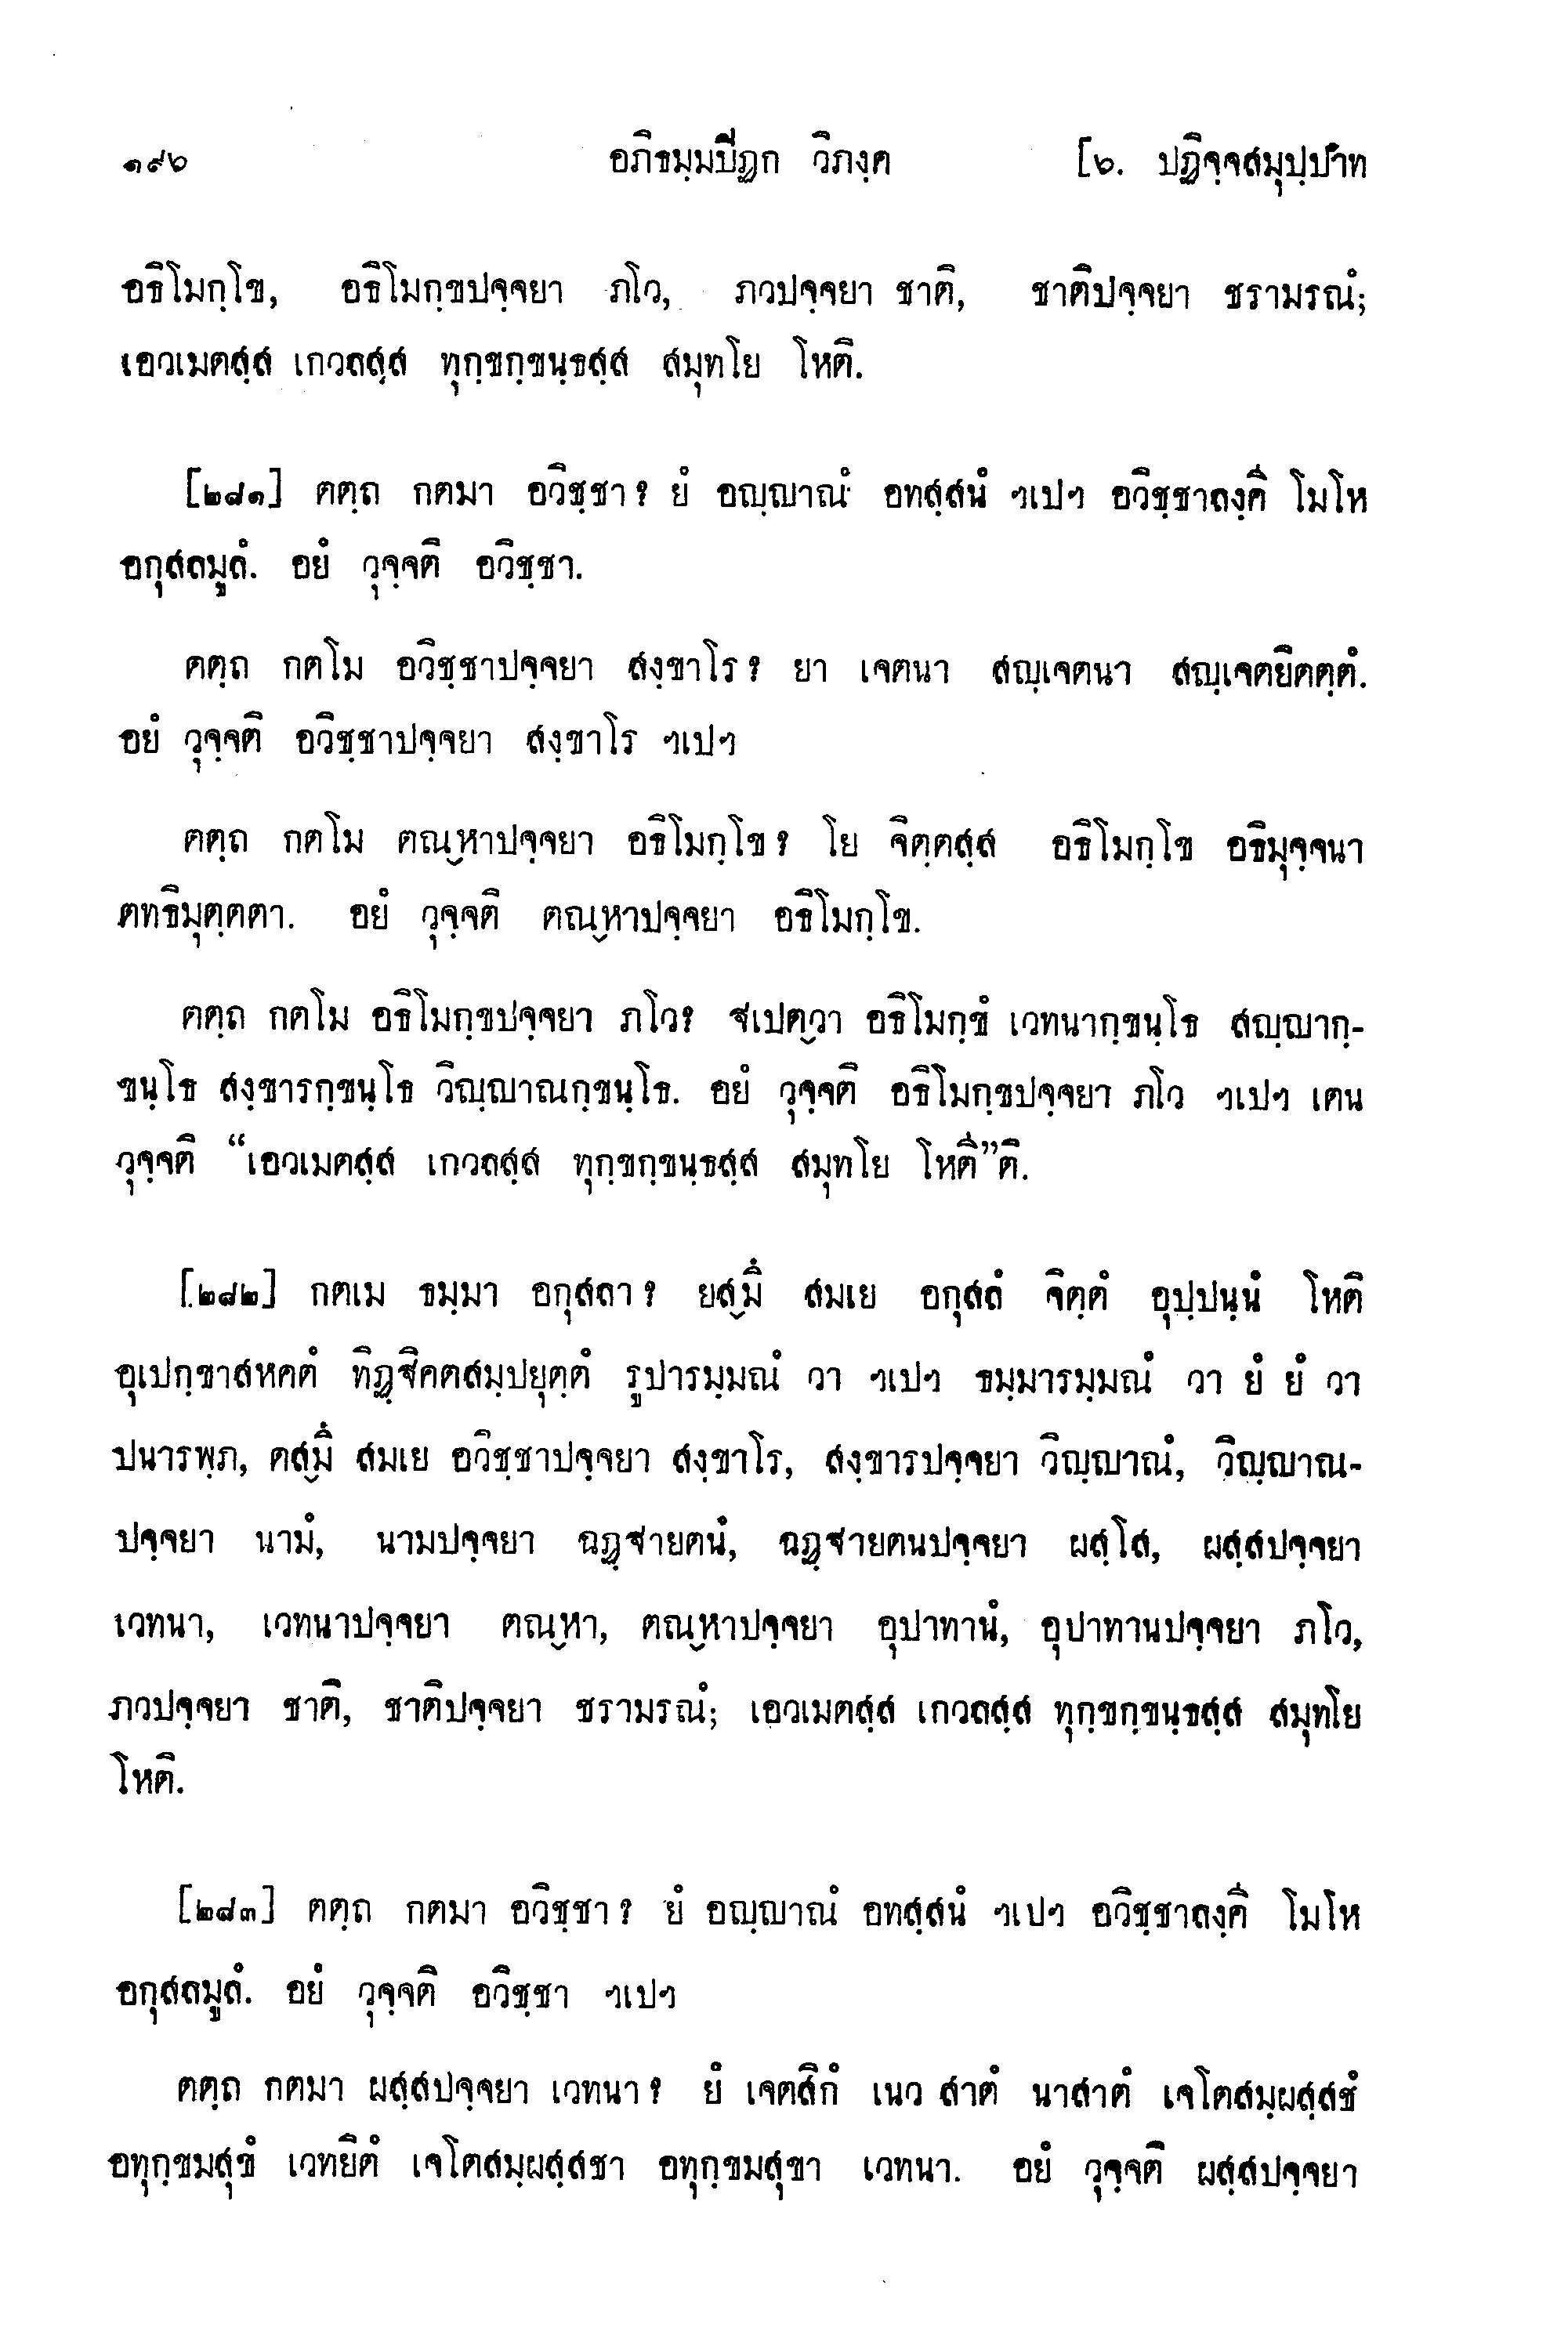 ๑๙๖ อภิธมฺมปิฏก วิภงฺค [๖. ปฏิจฺจสมุปฺปาท
อธิโมกฺโข, อธิโมกฺขปจฺจยา ภโว, ภวปจฺจยา ชาติ, ชาติปจฺจยา ชรามรณํ;
เอวเมตสฺส เกวลสฺส ทุกฺขกฺขนฺธสฺส สมุทโย โหติ.
[๒๘๑] ตตฺถ กตมา อวิชฺชา? ยํ อญฺญาณํ อทสฺสนํ ฯเปฯ อวิชฺชาลงฺคี โมโห
อกุสลมูลํ. อยํ วุจฺจติ อวิชฺชา.
ตตฺถ กตโม อวิชฺชาปจฺจยา สงฺขาโร? ยา เจตนา สญฺเจตนา สญฺเจตยิตตฺตํ.
อยํ วุจฺจติ อวิชฺชาปจฺจยา สงฺขาโร ฯเปฯ
ตตฺถ กตโม ตณฺหาปจฺจยา อธิโมกฺโข? โย จิตฺตสฺส อธิโมกฺโข อธิมุจฺจนา
ตทธิมุตฺตตา. อยํ วุจฺจติ ตณฺหาปจฺจยา อธิโมกฺโข.
ตตฺถ กตโม อธิโมกฺขปจฺจยา ภโว? ฐเปตฺวา อธิโมกฺขํ เวทนากฺขนฺโธ สญฺญากฺ-
ขนฺโธ สงฺขารกฺขนฺโธ วิญฺญาณกฺขนฺโธ. อยํ วุจฺจติ อธิโมกฺขปจฺจยา ภโว ฯเปฯ เตน
วุจฺจติ “เอวเมตสฺส เกวลสฺส ทุกฺขกฺขนฺธสฺส สมุทโย โหตี”ติ.
[๒๘๒] กตเม ธมฺมา อกุสลา? ยสฺมึ สมเย อกุสลํ จิตฺตํ อุปฺปนฺนํ โหติ
อุเปกฺขาสหคตํ ทิฏฺฐิคตสมฺปยุตฺตํ รูปารมฺมณํ วา ฯเปฯ ธมฺมารมฺมณํ วา ยํ ยํ วา
ปนารพฺภ, ตสฺมึ สมเย อวิชฺชาปจฺจยา สงฺขาโร, สงฺขารปจฺจยา วิญฺญาณํ, วิญฺญาณ-
ปจฺจยา นามํ, นามปจฺจยา ฉฏฺฐายตนํ, ฉฏฺฐายตนปจฺจยา ผสฺโส, ผสฺสปจฺจยา
เวทนา, เวทนาปจฺจยา ตณฺหา, ตณฺหาปจฺจยา อุปาทานํ, อุปาทานปจฺจยา ภโว,
ภวปจฺจยา ชาติ, ชาติปจฺจยา ชรามรณํ; เอวเมตสฺส เกวลสฺส ทุกฺขกฺขนฺธสฺส สมุทโย
โหติ.
[๒๘๓] ตตฺถ กตมา อวิชฺชา? ยํ อญฺญาณํ อทสฺสนํ ฯเปฯ อวิชฺชาลงฺคี โมโห
อกุสลมูลํ. อยํ วุจฺจติ อวิชฺชา ฯเปฯ
ตตฺถ กตมา ผสฺสปจฺจยา เวทนา? ยํ เจตสิกํ เนว สาตํ นาสาตํ เจโตสมฺผสฺสชํ
อทุกฺขมสุขํ เวทยิตํ เจโตสมฺผสฺสชา อทุกฺขมสุขา เวทนา. อยํ วุจฺจติ ผสฺสปจฺจยา